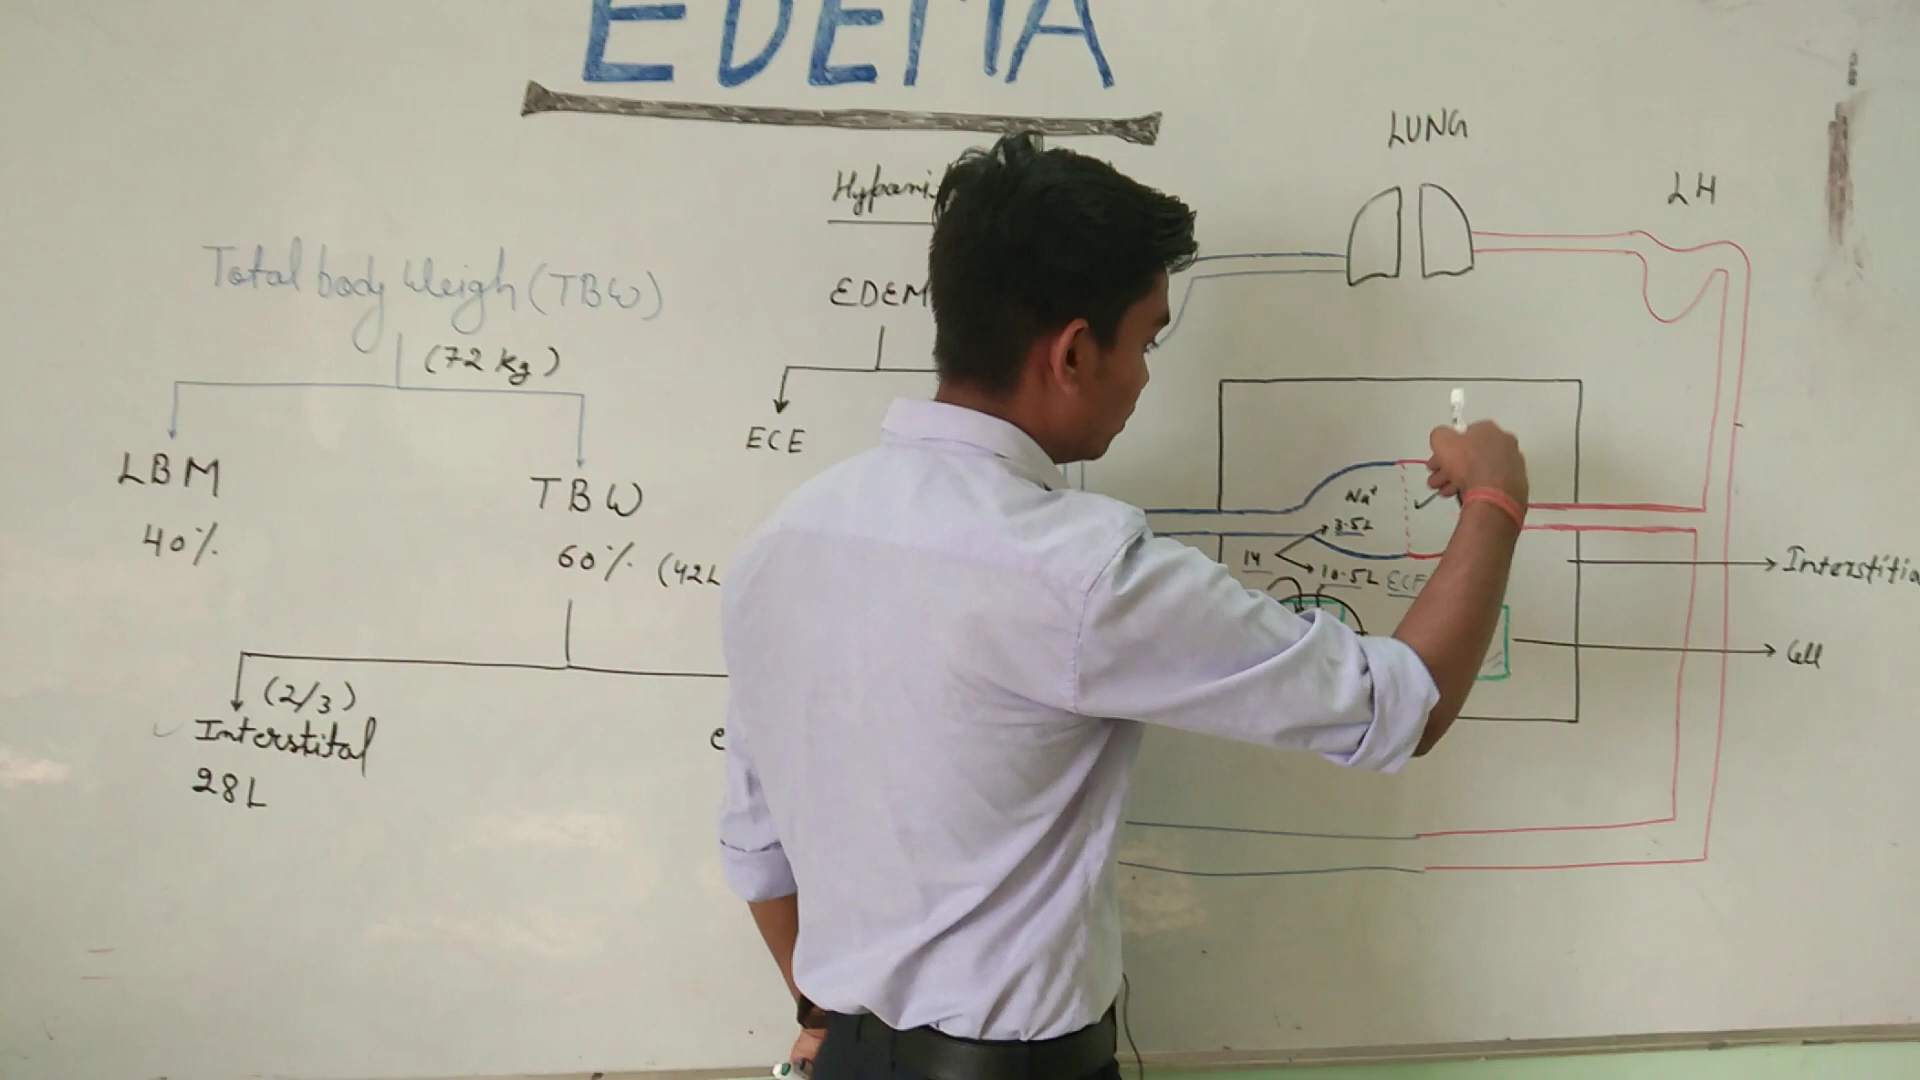 EDEMA
Total body Weigh (TBW)
(72 Kg)
LBM
40%
TBW
60% (42L
(2/3)
Interstital
28L
EDEM
ECE
LUNG
LH
Na+
3.5L
14
10.5L ECF
Interstitia
Cell